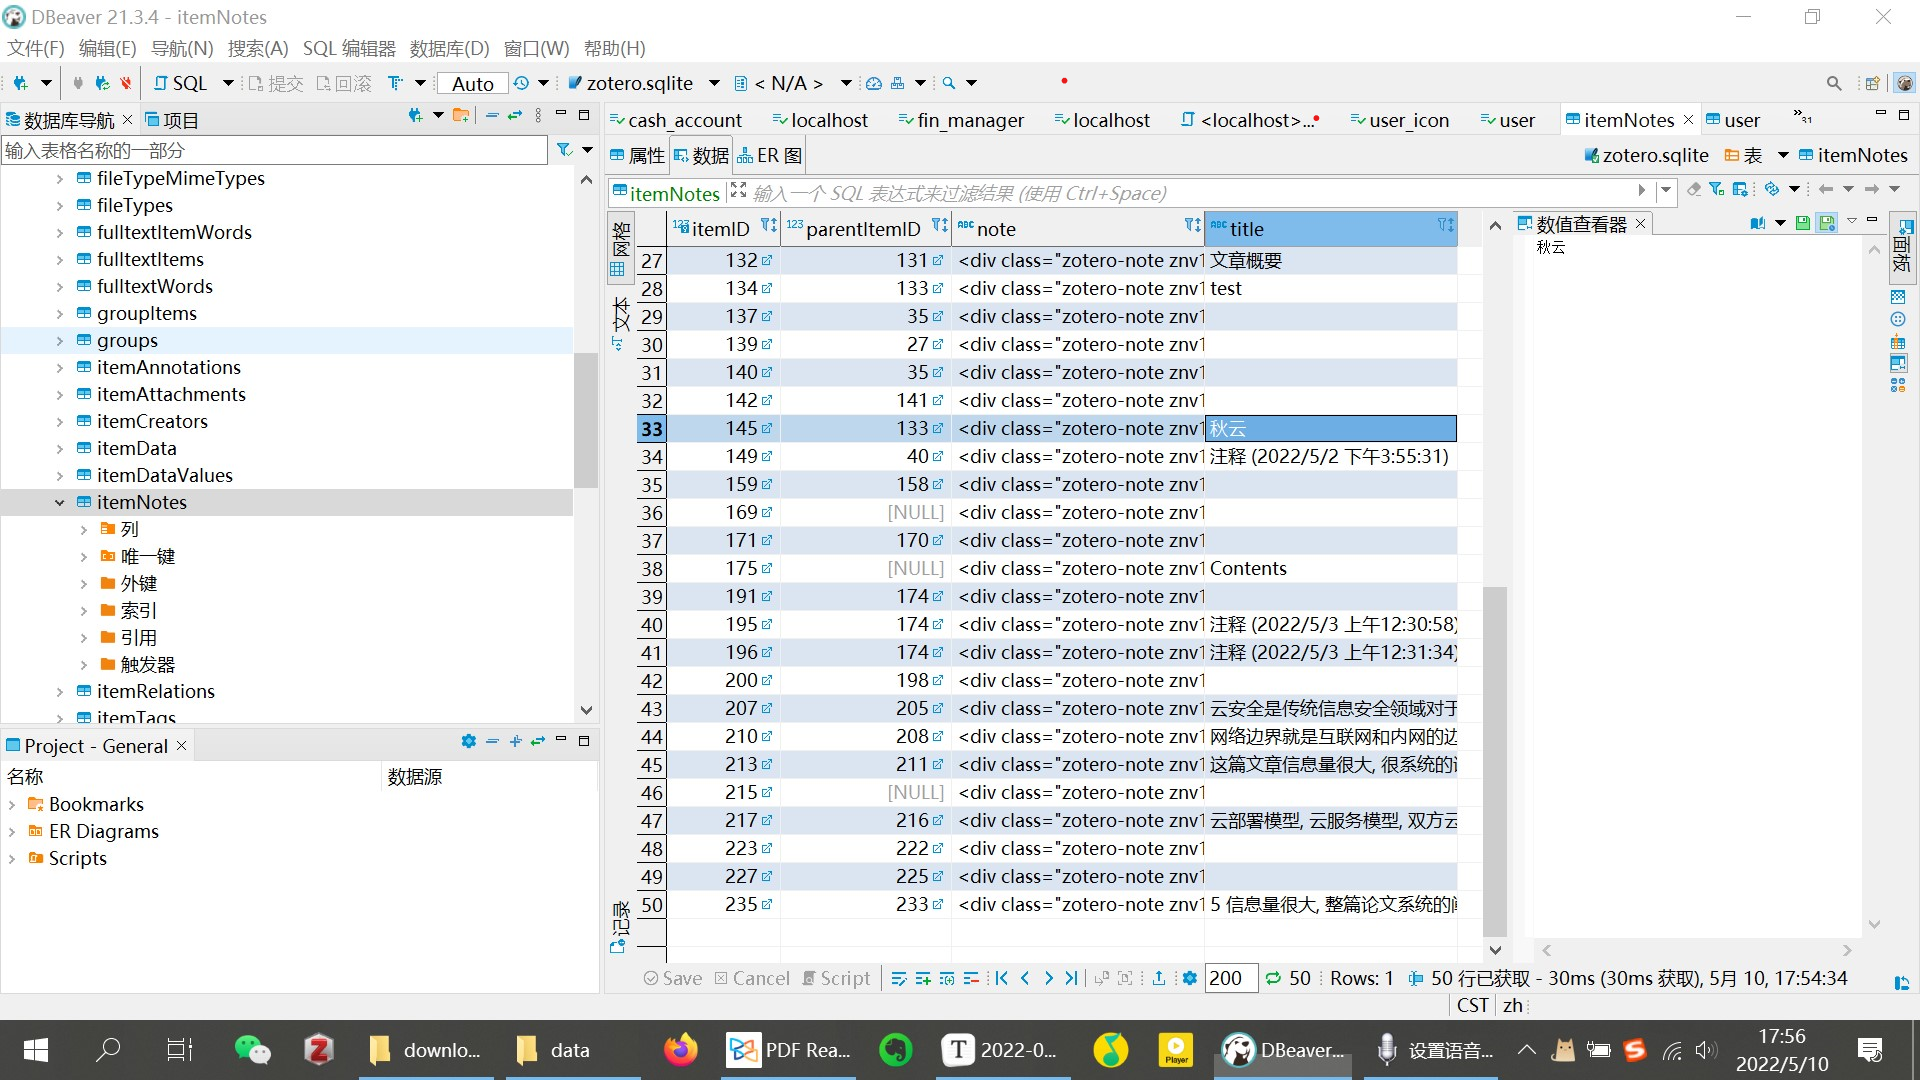 DBeaver 21.3.4 - itemNotes
文件(F) 编辑(E) 导航(N) 搜索(A) SQL 编辑器 数据库(D) 窗口(W) 帮助(H)
SQL 提交 回滚 Auto zotero.sqlite < N/A >
数据库导航 项目
输入表格名称的一部分
fileTypeMimeTypes
fileTypes
fulltextItemWords
fulltextItems
fulltextWords
groupItems
groups
itemAnnotations
itemAttachments
itemCreators
itemData
itemDataValues
itemNotes
列
唯一键
外键
索引
引用
触发器
itemRelations
itemTags
Project - General
名称 数据源
Bookmarks
ER Diagrams
Scripts
cash_account localhost fin_manager localhost <localhost>... user_icon user itemNotes user »31
属性 数据 ER 图 zotero.sqlite 表 itemNotes
itemNotes 输入一个 SQL 表达式来过滤结果 (使用 Ctrl+Space)
网格
文本
记录
123 itemID 123 parentItemID ABC note ABC title
27 132 131 <div class="zotero-note znv1 文章概要
28 134 133 <div class="zotero-note znv1 test
29 137 35 <div class="zotero-note znv1
30 139 27 <div class="zotero-note znv1
31 140 35 <div class="zotero-note znv1
32 142 141 <div class="zotero-note znv1
33 145 133 <div class="zotero-note znv1 秋云
34 149 40 <div class="zotero-note znv1 注释 (2022/5/2 下午3:55:31)
35 159 158 <div class="zotero-note znv1
36 169 [NULL] <div class="zotero-note znv1
37 171 170 <div class="zotero-note znv1
38 175 [NULL] <div class="zotero-note znv1 Contents
39 191 174 <div class="zotero-note znv1
40 195 174 <div class="zotero-note znv1 注释 (2022/5/3 上午12:30:58)
41 196 174 <div class="zotero-note znv1 注释 (2022/5/3 上午12:31:34)
42 200 198 <div class="zotero-note znv1
43 207 205 <div class="zotero-note znv1 云安全是传统信息安全领域对于
44 210 208 <div class="zotero-note znv1 网络边界就是互联网和内网的边
45 213 211 <div class="zotero-note znv1 这篇文章信息量很大, 很系统的
46 215 [NULL] <div class="zotero-note znv1
47 217 216 <div class="zotero-note znv1 云部署模型, 云服务模型, 双方云
48 223 222 <div class="zotero-note znv1
49 227 225 <div class="zotero-note znv1
50 235 233 <div class="zotero-note znv1 5 信息量很大, 整篇论文系统的
数值查看器
秋云
面板
Save Cancel Script 200 50 Rows: 1 50 行已获取 - 30ms (30ms 获取), 5月 10, 17:54:34
CST zh
downlo... data PDF Rea... 2022-0... Player DBeaver... 设置语音... 17:56
2022/5/10